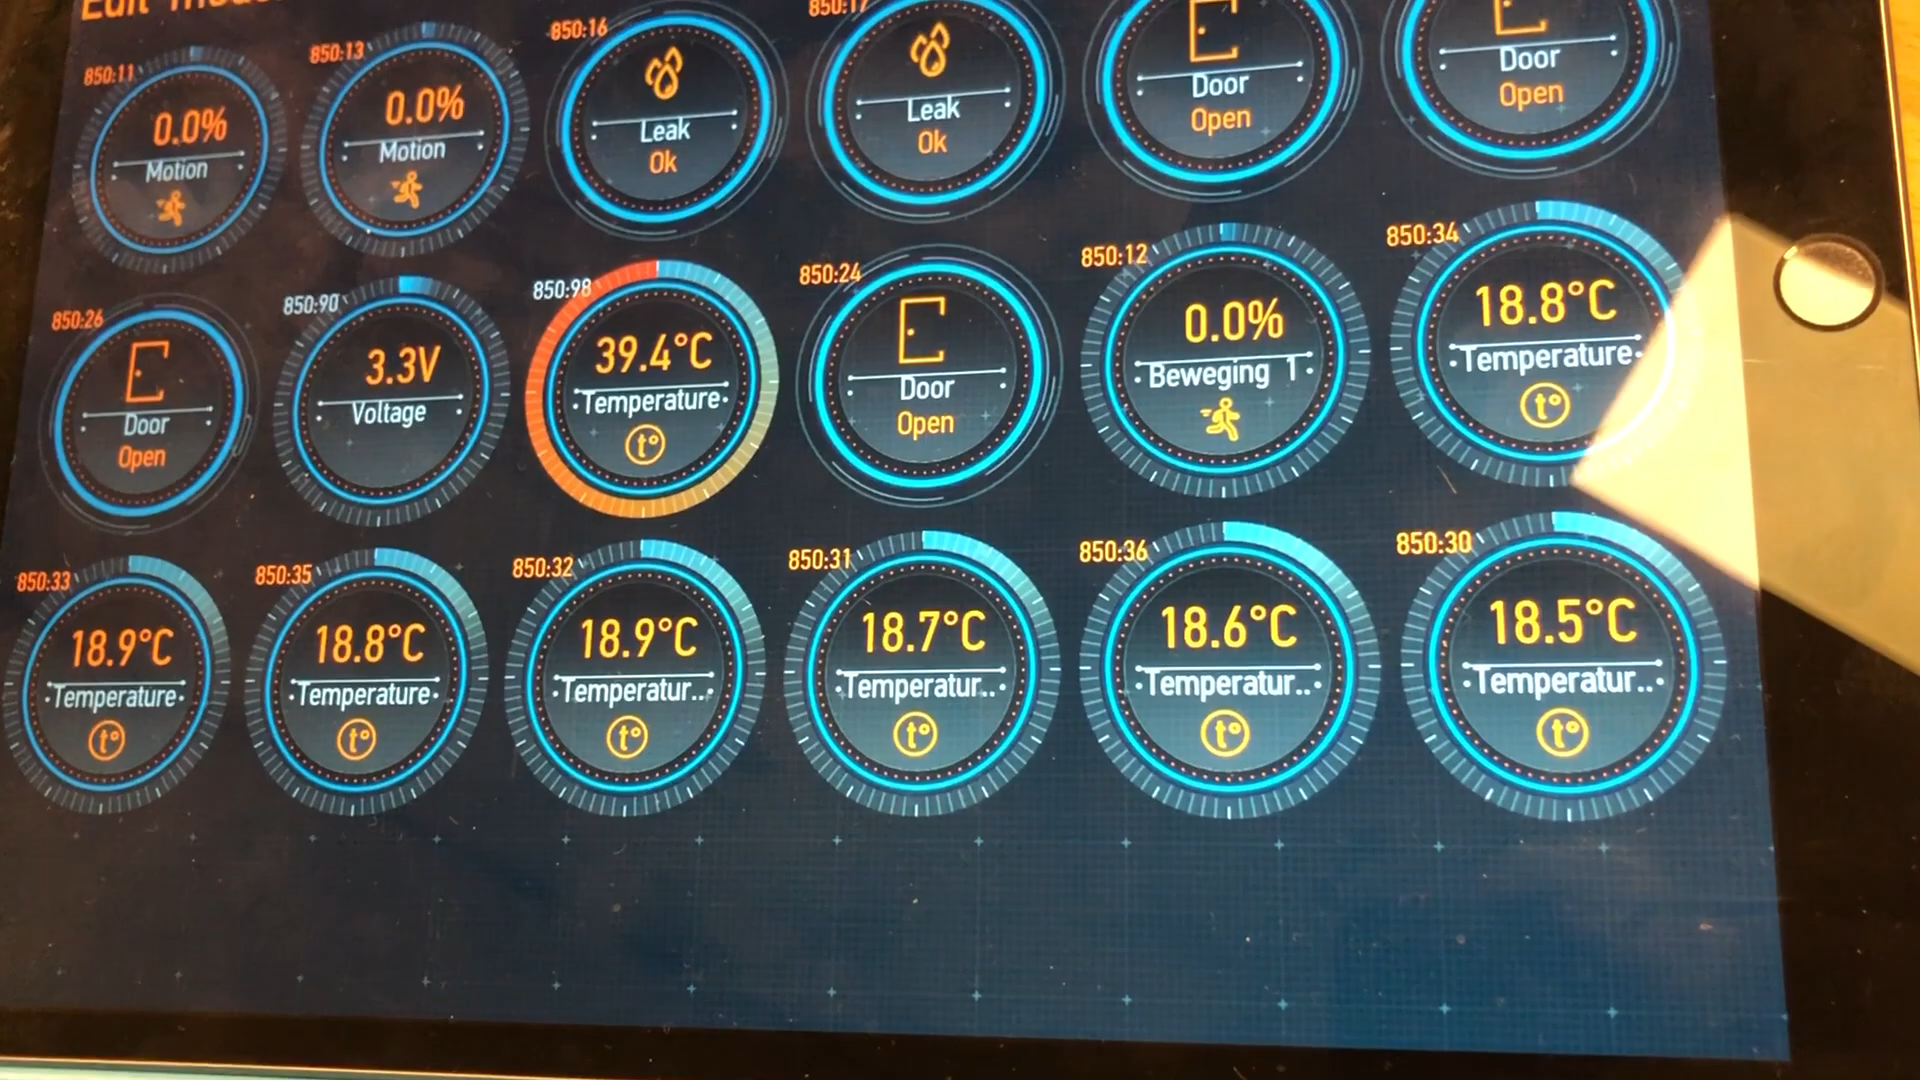 850:11
0.0%
Motion
850:13
0.0%
Motion
850:16
Leak
Ok
850:17
Leak
Ok
Door
Open
Door
Open
850:26
Door
Open
850:90
3.3V
Voltage
850:98
39.4°C
Temperature
t°
850:24
Door
Open
850:12
0.0%
Beweging 1
850:34
18.8°C
Temperature
t°
850:33
18.9°C
Temperature
t°
850:35
18.8°C
Temperature
t°
850:32
18.9°C
Temperatur..
t°
850:31
18.7°C
Temperatur..
t°
850:36
18.6°C
Temperatur..
t°
850:30
18.5°C
Temperatur..
t°